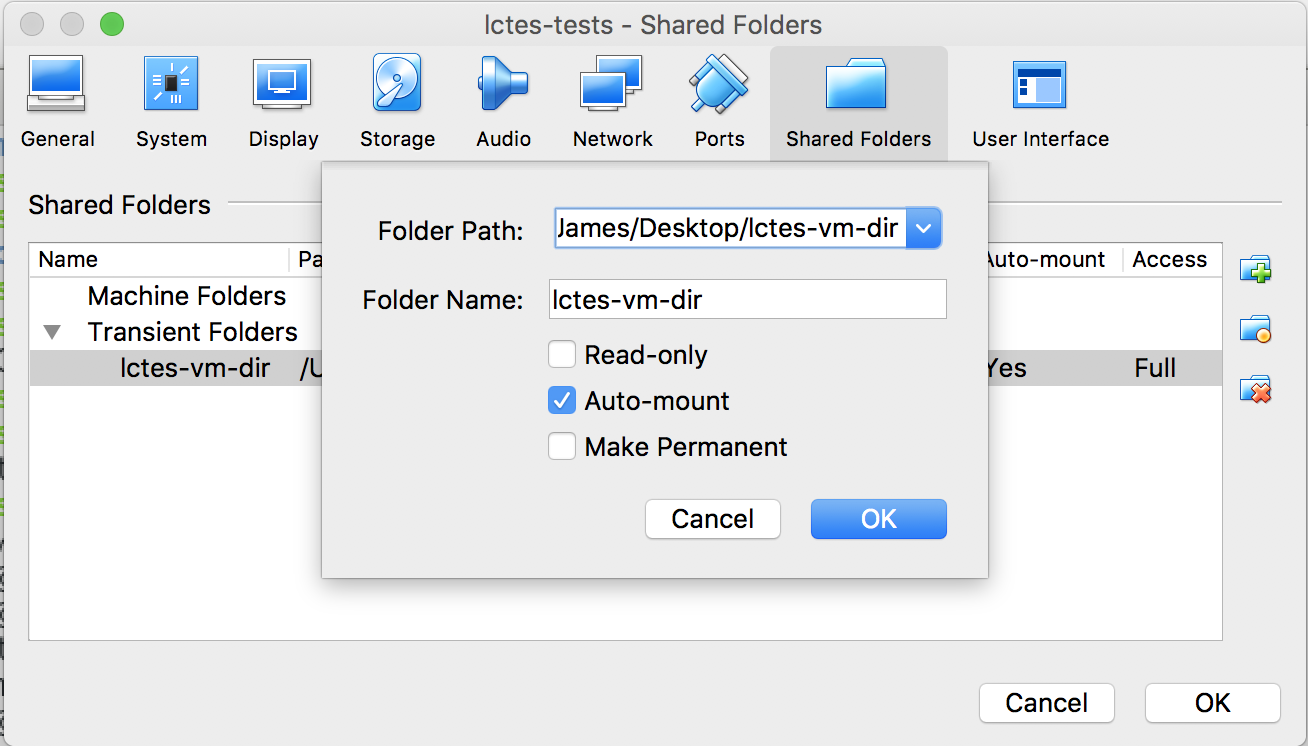 lctes-tests - Shared Folders
General System Display Storage Audio Network Ports Shared Folders User Interface
Shared Folders
Folder Path: James/Desktop/lctes-vm-dir
Name Pa Auto-mount Access
Folder Name: lctes-vm-dir
Machine Folders
Transient Folders
Read-only
lctes-vm-dir /U Yes Full
Auto-mount
Make Permanent
Cancel OK
Cancel OK